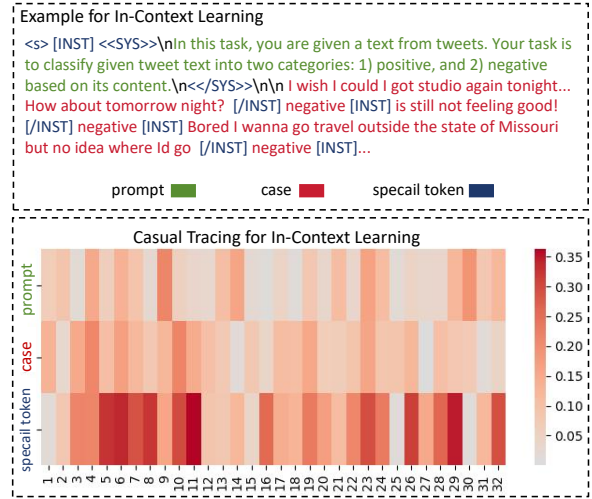 Example for In-Context Learning
<s> [INST] <<SYS>>\nIn this task, you are given a text from tweets. Your task is
to classify given tweet text into two categories: 1) positive, and 2) negative
based on its content.\n<</SYS>>\n\n I wish I could I got studio again tonight...
How about tomorrow night? [/INST] negative [INST] is still not feeling good!
[/INST] negative [INST] Bored I wanna go travel outside the state of Missouri
but no idea where Id go [/INST] negative [INST]...
prompt case specail token
Casual Tracing for In-Context Learning
prompt
case
specail token
0.35
0.30
0.25
0.20
0.15
0.10
0.05
1 2 3 4 5 6 7 8 9 10 11 12 13 14 15 16 17 18 19 20 21 22 23 24 25 26 27 28 29 30 31 32